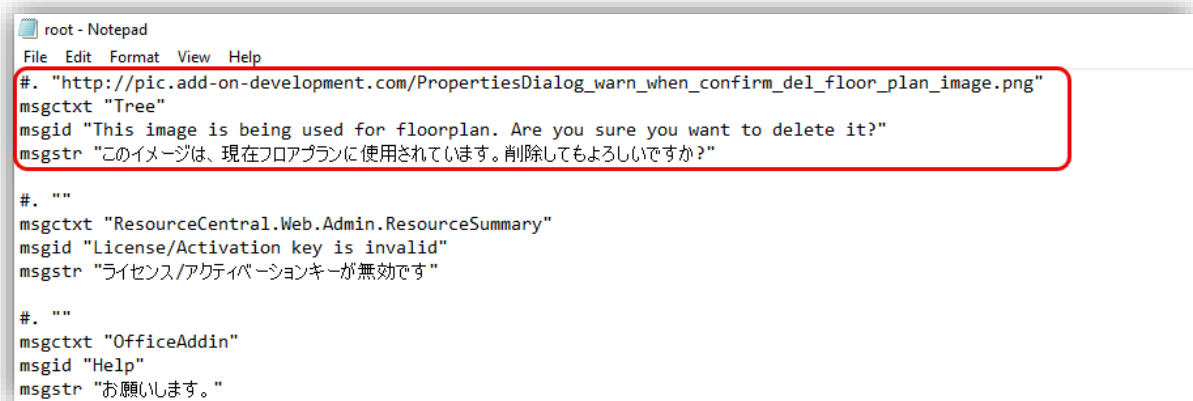 root - Notepad
File Edit Format View Help
#. "http://pic.add-on-development.com/PropertiesDialog_warn_when_confirm_del_floor_plan_image.png"
msgctxt "Tree"
msgid "This image is being used for floorplan. Are you sure you want to delete it?"
msgstr "このイメージは、現在フロアプランに使用されています。削除してもよろしいですか?"
#. ""
msgctxt "ResourceCentral.Web.Admin.ResourceSummary"
msgid "License/Activation key is invalid"
msgstr "ライセンス/アクティベーションキーが無効です"
#. ""
msgctxt "OfficeAddin"
msgid "Help"
msgstr "お願いします。"